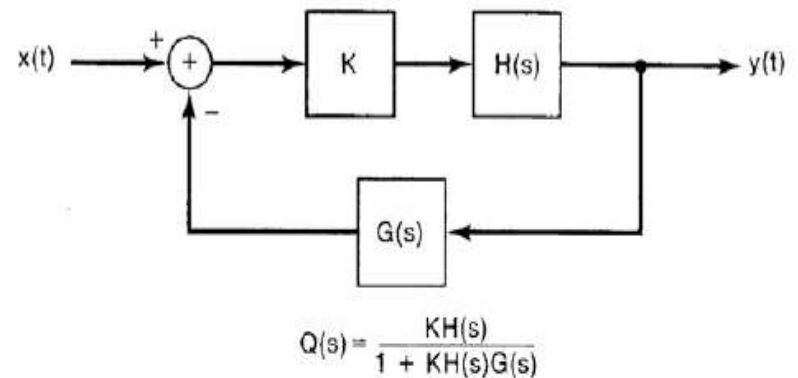 x(t) + + K H(s) y(t)
−
G(s)
Q(s) = KH(s) / 1 + KH(s)G(s)